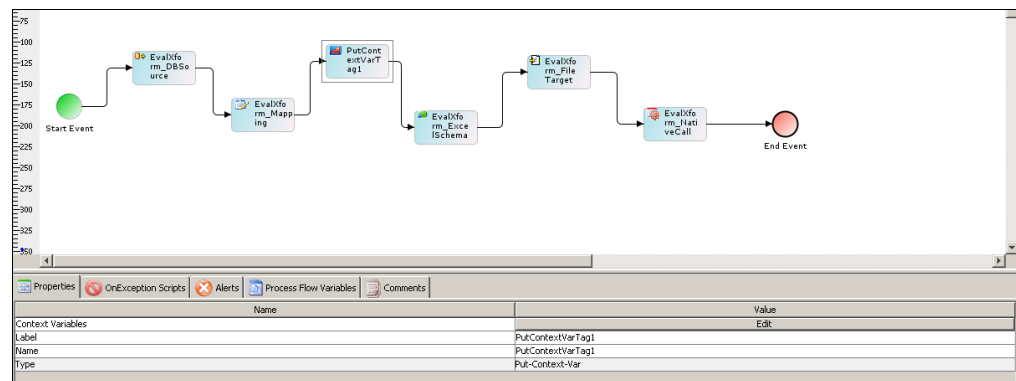 75
100
EvalXfo
rm_DBSo
urce
PutCont
extVarT
ag1
EvalXfo
rm_File
Target
125
150
EvalXfo
rm_Mapp
ing
EvalXfo
rm_Exce
lSchema
EvalXfo
rm_Nati
veCall
175
Start Event
200
End Event
225
250
275
300
325
350
Properties
OnException Scripts
Alerts
Process Flow Variables
Comments
Name Value
Context Variables Edit
Label PutContextVarTag1
Name PutContextVarTag1
Type Put-Context-Var